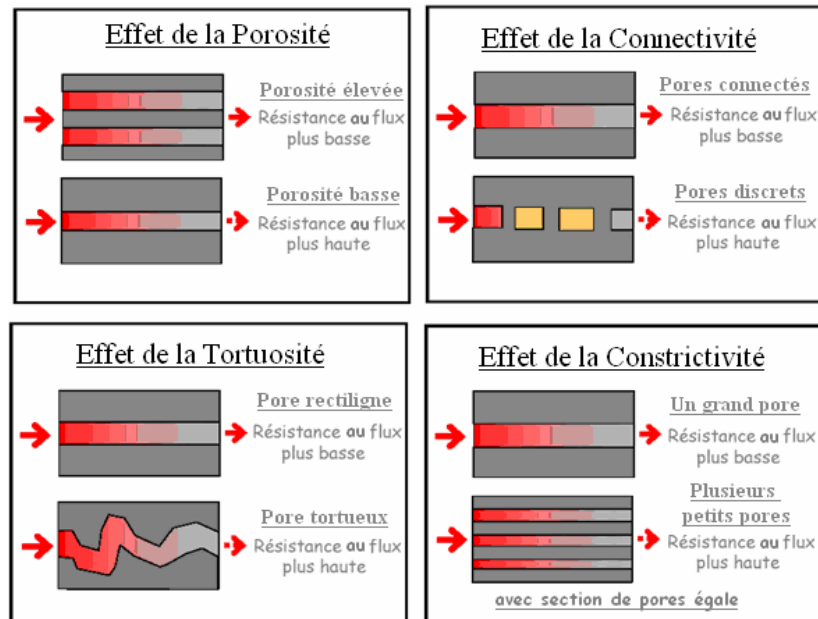 Effet de la Porosité
Porosité élevée
Résistance au flux
plus basse
Porosité basse
Résistance au flux
plus haute
Effet de la Connectivité
Pores connectés
Résistance au flux
plus basse
Pores discrets
Résistance au flux
plus haute
Effet de la Tortuosité
Pore rectiligne
Résistance au flux
plus basse
Pore tortueux
Résistance au flux
plus haute
Effet de la Constrictivité
Un grand pore
Résistance au flux
plus basse
Plusieurs
petits pores
Résistance au flux
plus haute
avec section de pores égale